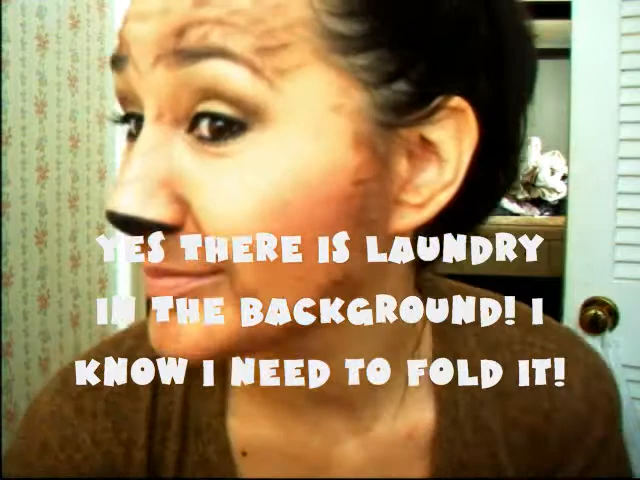 YES THERE IS LAUNDRY
IN THE BACKGROUND! I
KNOW I NEED TO FOLD IT!